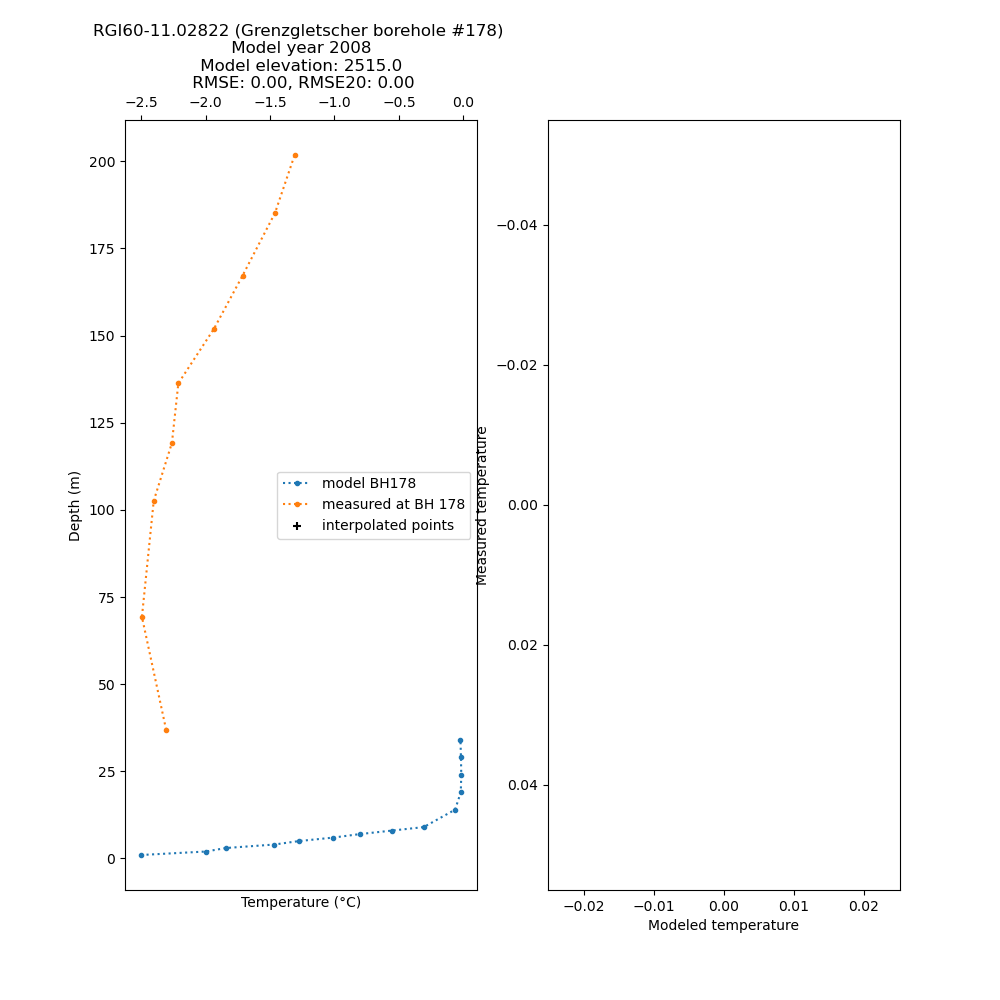 RGI60-11.02822 (Grenzgletscher borehole #178)
Model year 2008
Model elevation: 2515.0
RMSE: 0.00, RMSE20: 0.00
−2.5 −2.0 −1.5 −1.0 −0.5 0.0
200
175
150
125
100
75
50
25
0
Depth (m)
Temperature (°C)
model BH178
measured at BH 178
interpolated points
−0.04
−0.02
0.00
0.02
0.04
Measured temperature
−0.02 −0.01 0.00 0.01 0.02
Modeled temperature